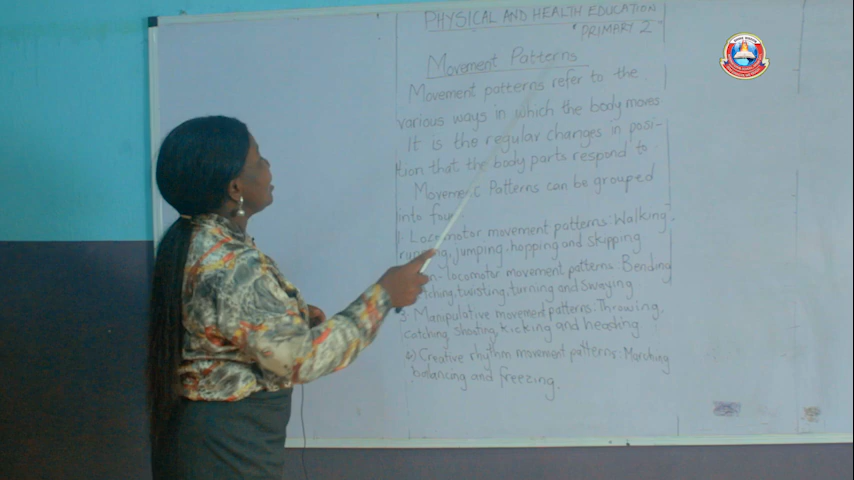 PHYSICAL AND HEALTH EDUCATION
PRIMARY 2
Movement Patterns
Movement patterns refer to the
various ways in which the body moves
It is the regular changes in posi-
tion that the body parts respond to.
Movement Patterns can be grouped
into
1. Locomotor movement patterns: Walking,
jumping, hopping and skipping
locomotor movement patterns: Bending
twisting, turning and swaying
3. Manipulative movement patterns: Throwing,
catching, shooting, kicking and heading
4) Creative rhythm movement patterns: Marching
balancing and freezing.